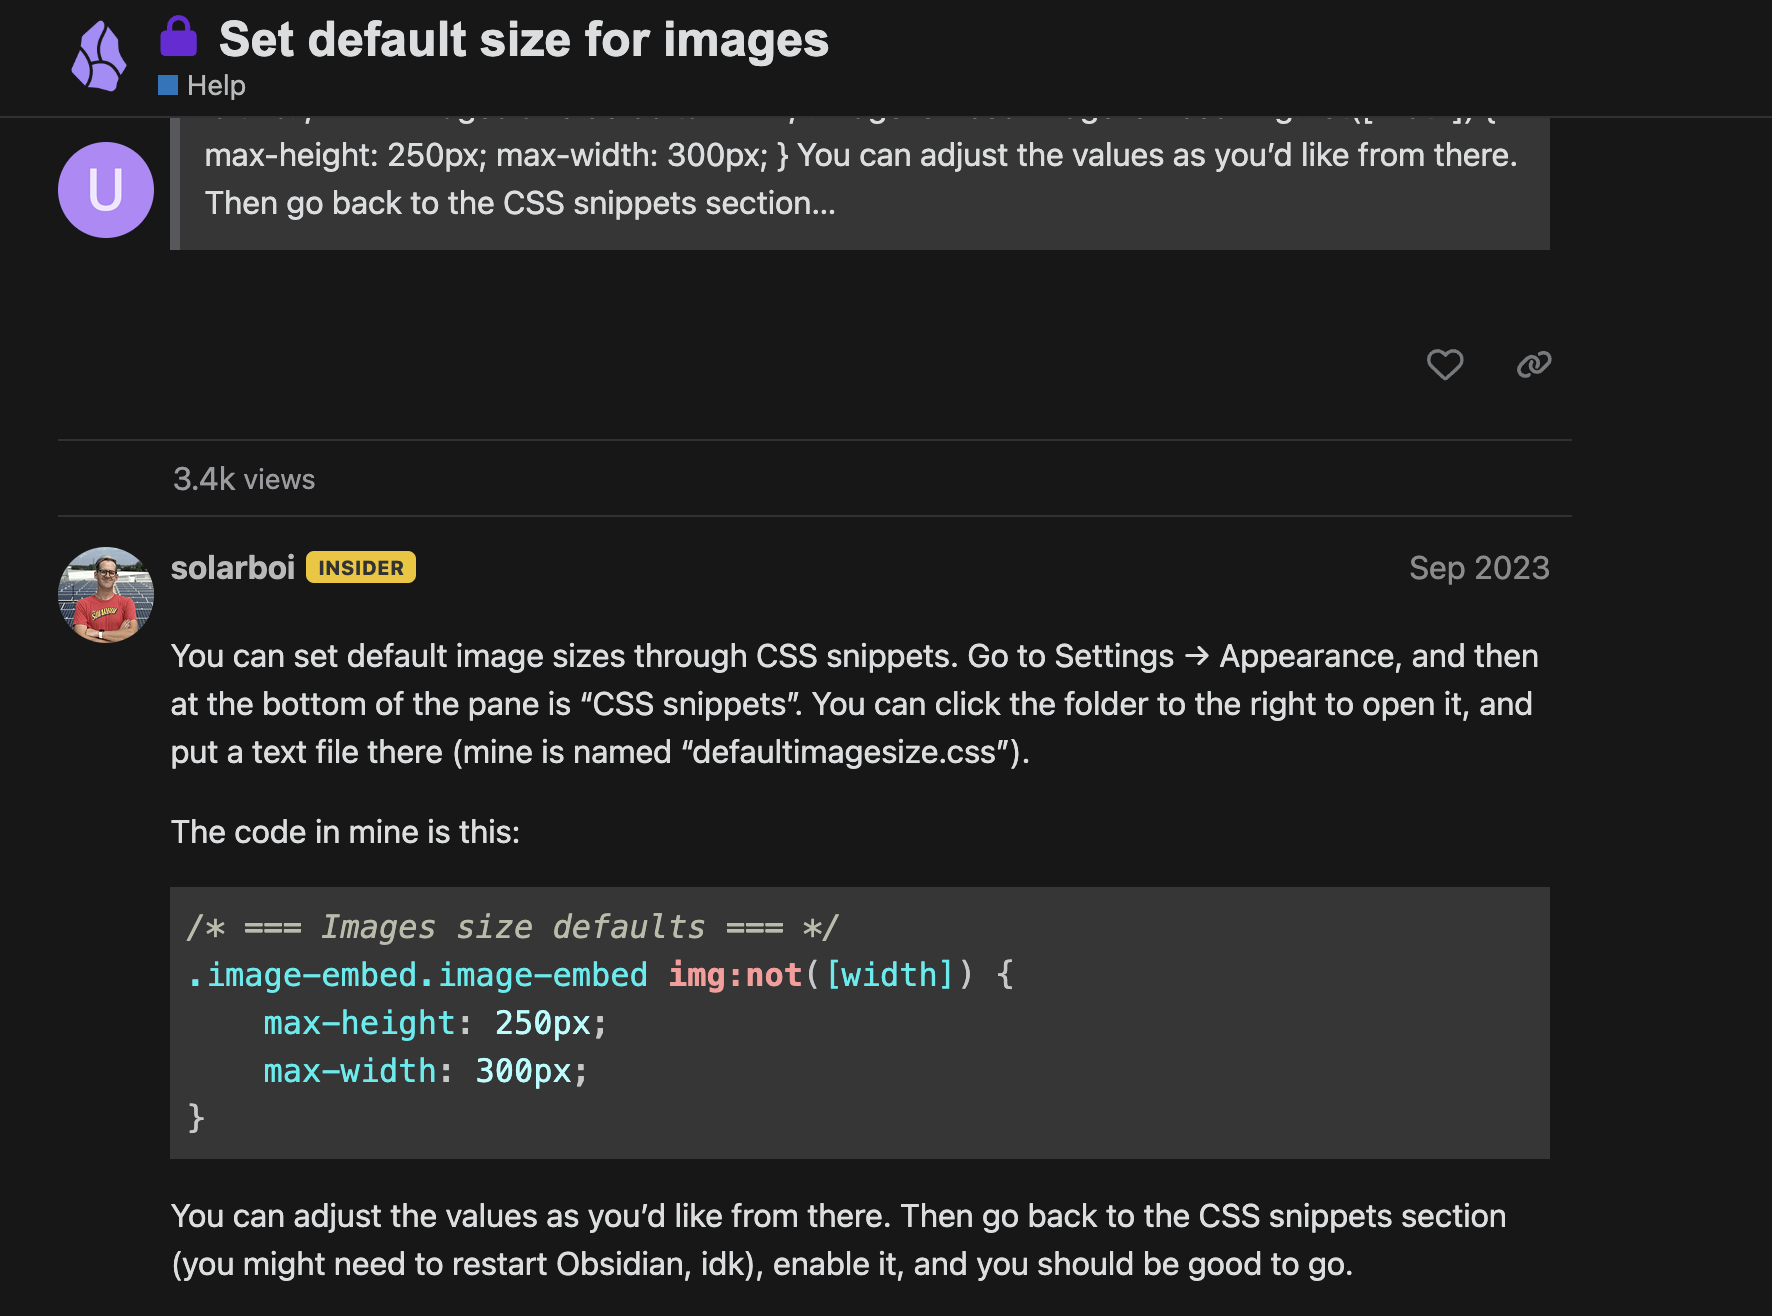 Set default size for images
Help
max-height: 250px; max-width: 300px; } You can adjust the values as you’d like from there.
Then go back to the CSS snippets section…
U
3.4k views
solarboi INSIDER Sep 2023
You can set default image sizes through CSS snippets. Go to Settings → Appearance, and then
at the bottom of the pane is “CSS snippets”. You can click the folder to the right to open it, and
put a text file there (mine is named “defaultimagesize.css”).
The code in mine is this:
/* === Images size defaults === */
.image-embed.image-embed img:not([width]) {
    max-height: 250px;
    max-width: 300px;
}
You can adjust the values as you’d like from there. Then go back to the CSS snippets section
(you might need to restart Obsidian, idk), enable it, and you should be good to go.